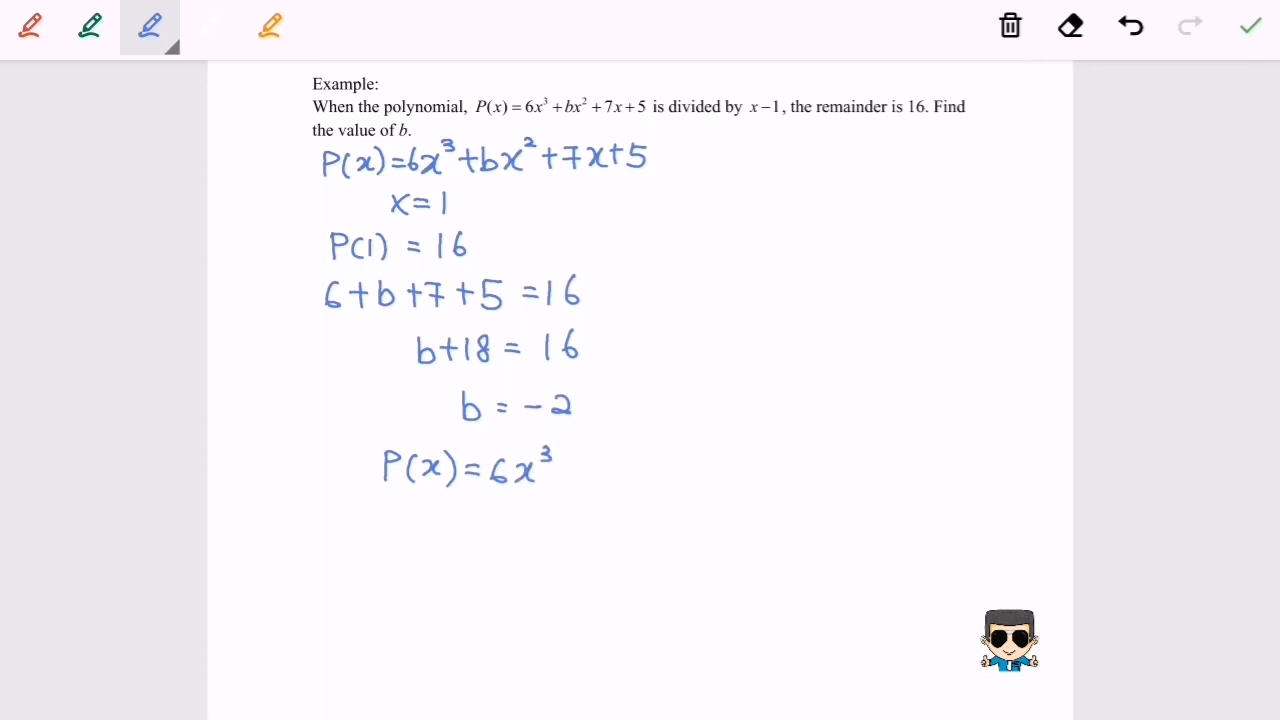 Example:
When the polynomial, P(x) = 6x³ + bx² + 7x + 5 is divided by x − 1, the remainder is 16. Find
the value of b.
P(x) = 6x³ + bx² + 7x + 5
x = 1
P(1) = 16
6 + b + 7 + 5 = 16
b + 18 = 16
b = −2
P(x) = 6x³